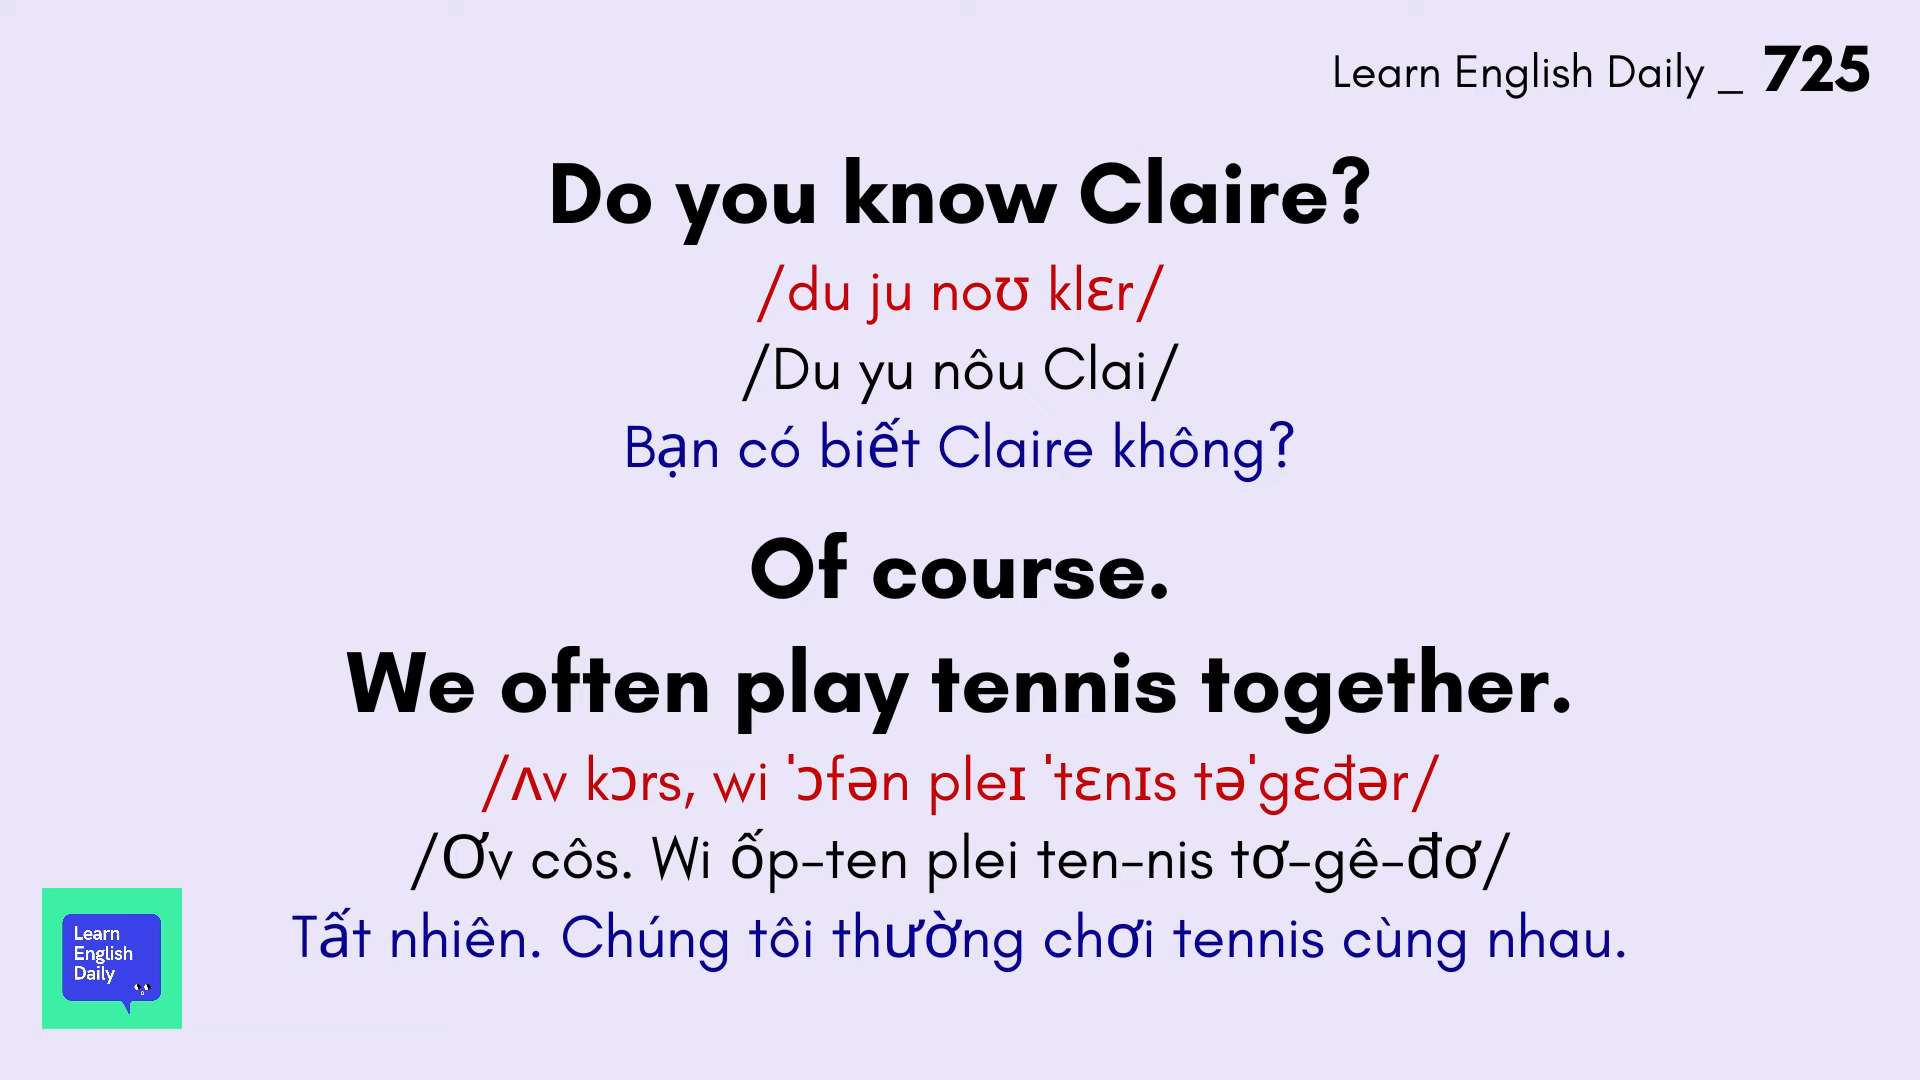 Learn English Daily _ 725
Do you know Claire?
/du ju noʊ klɛr/
/Du yu nôu Clai/
Bạn có biết Claire không?
Of course.
We often play tennis together.
/ʌv kɔrs, wi ˈɔfən pleɪ ˈtɛnɪs təˈgɛđər/
/Ơv côs. Wi ốp-ten plei ten-nis tơ-gê-đơ/
Tất nhiên. Chúng tôi thường chơi tennis cùng nhau.
Learn
English
Daily